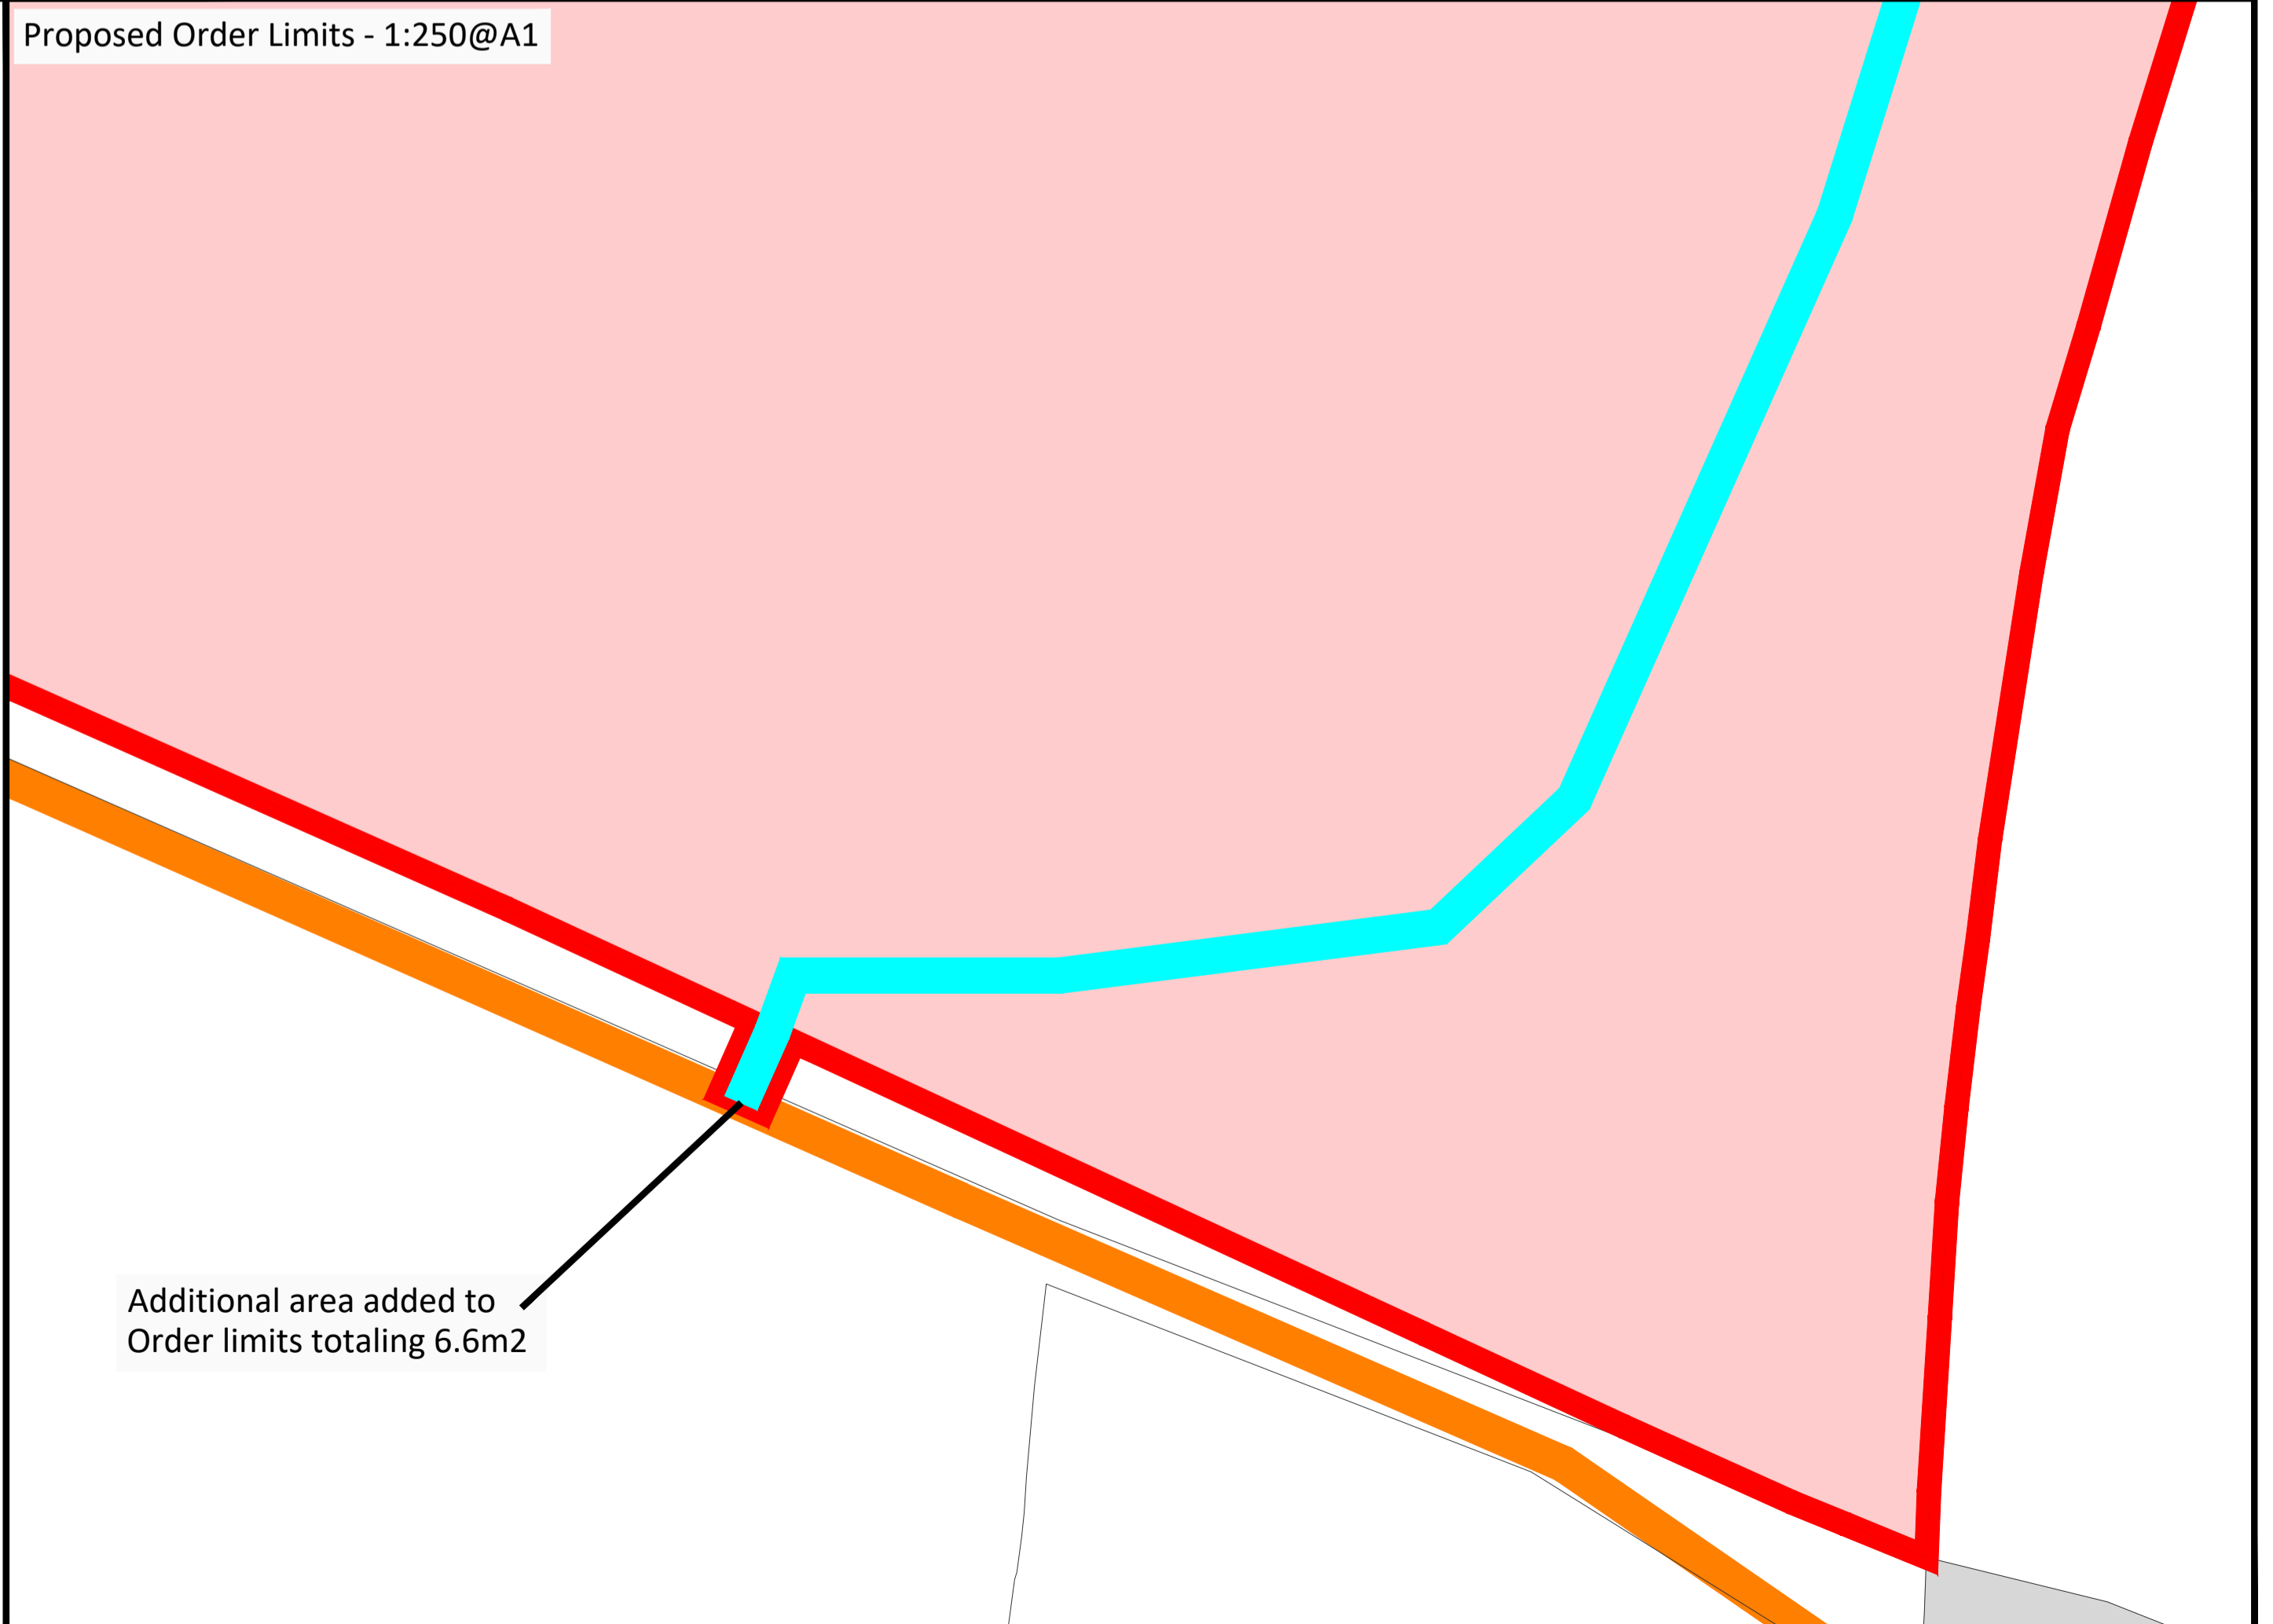 Proposed Order Limits - 1:250@A1
Additional area added to
Order limits totaling 6.6m2